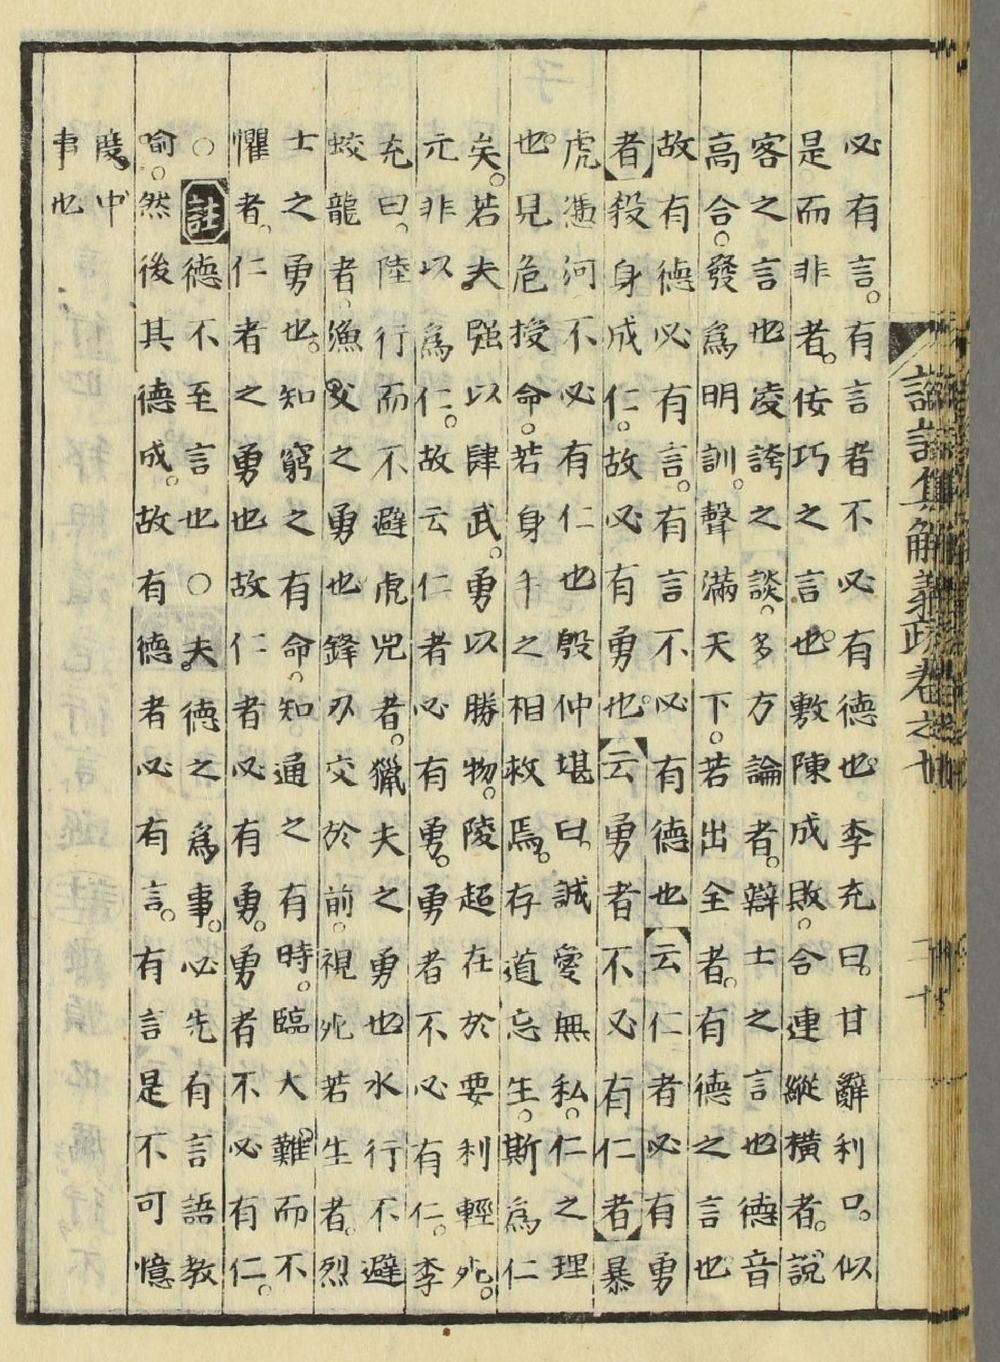 必有言。有言者不必有德也。李充曰。甘辭利口。似
是而非者。佞巧之言也。敷陳成敗。合連縱橫者。說
客之言也。凌誇之談。多方論者。辯士之言也。德音
高合。發爲明訓。聲滿天下。若出全者。有德之言也。
故有德必有言。有言不必有德也云仁者必有勇
者殺身成仁。故必有勇也。云勇者不必有仁者暴
虎憑河。不必有仁也。殷仲堪曰。誠愛無私。仁之理
也。見危授命。若身手之相救焉。存道忘生。斯爲仁
矣。若夫强以肆武。勇以勝物。陵超在於要利輕死。
元非以爲仁。故云仁者必有勇。勇者不必有仁。李
充曰。陸行而不避虎兕者。獵夫之勇也。水行不避
蛟龍者。漁父之勇也。鋒刃交於前。視死若生者。烈
士之勇也。知窮之有命。知通之有時。臨大難而不
懼者。仁者之勇也。故仁者必有勇。勇者不必有仁。
○註德不至言也○夫德之爲事。必先有言語教
喻。然後其德成。故有德者必有言。有言是不可憶
度中
事也
論語集解義疏卷之七
二十